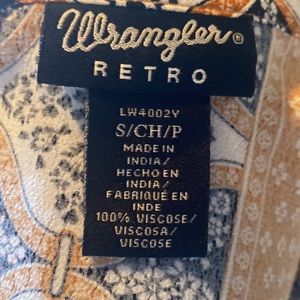 Wrangler®
RETRO
LW4002Y
S/CH/P
MADE IN
INDIA/
HECHO EN
INDIA/
FABRIQUÉ EN
INDE
100% VISCOSE/
VISCOSA/
VISCOSE